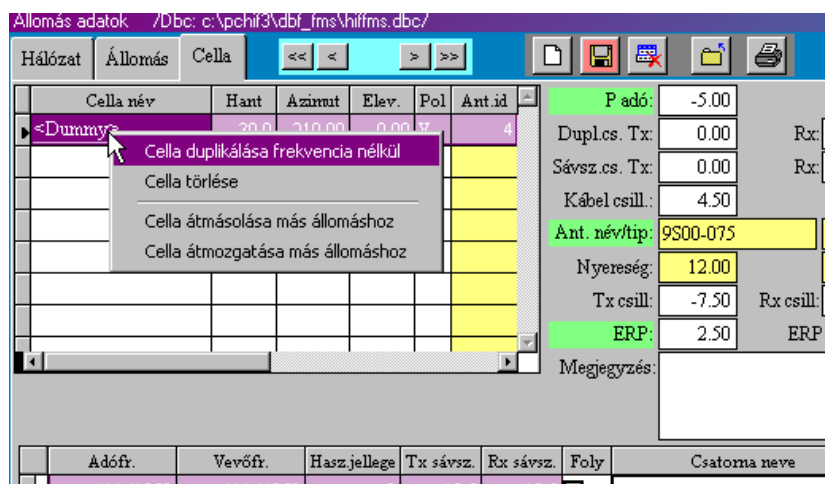 Állomás adatok /Dbc: c:\pchif3\dbf_fms\hiffms.dbc/
Hálózat Állomás Cella << < > >>
Cella név Hant Azimut Elev. Pol Ant.id
<Dummy> 20.0 210.00 0.00 V 4
Cella duplikálása frekvencia nélkül
Cella törlése
Cella átmásolása más állomáshoz
Cella átmozgatása más állomáshoz
P adó: -5.00
Dupl.cs. Tx: 0.00 Rx:
Sávsz.cs. Tx: 0.00 Rx:
Kábel csill.: 4.50
Ant. név/tip: 9S00-075
Nyereség: 12.00
Tx csill: -7.50 Rx csill:
ERP: 2.50 ERP
Megjegyzés:
Adófr. Vevőfr. Hasz.jellege Tx sávsz. Rx sávsz. Foly Csatorna neve